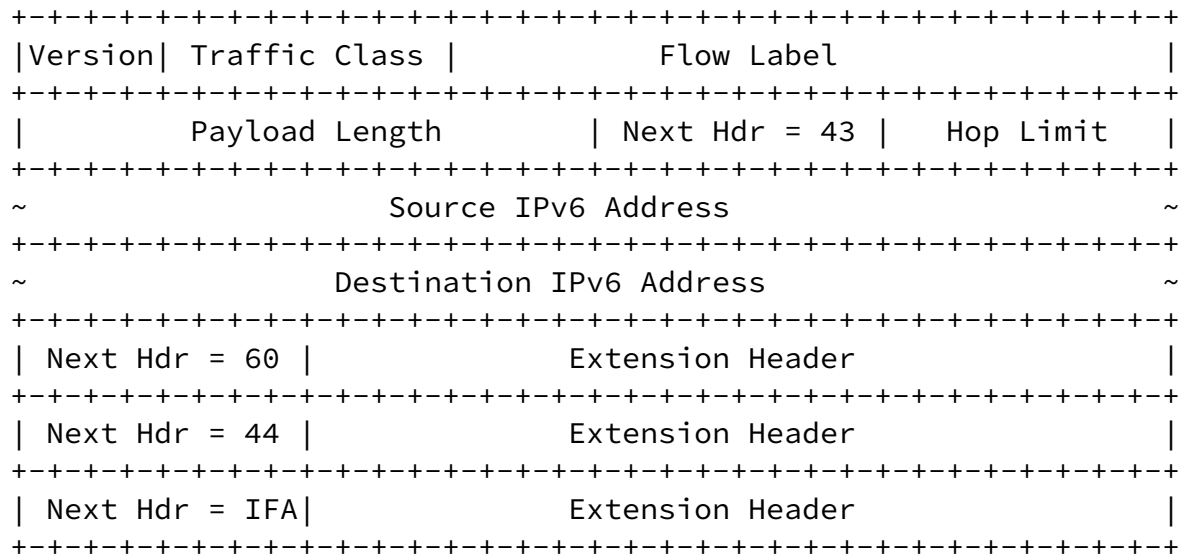 +-+-+-+-+-+-+-+-+-+-+-+-+-+-+-+-+-+-+-+-+-+-+-+-+-+-+-+-+-+-+-+-+
|Version| Traffic Class |           Flow Label                  |
+-+-+-+-+-+-+-+-+-+-+-+-+-+-+-+-+-+-+-+-+-+-+-+-+-+-+-+-+-+-+-+-+
|         Payload Length        | Next Hdr = 43 |   Hop Limit   |
+-+-+-+-+-+-+-+-+-+-+-+-+-+-+-+-+-+-+-+-+-+-+-+-+-+-+-+-+-+-+-+-+
~                    Source IPv6 Address                        ~
+-+-+-+-+-+-+-+-+-+-+-+-+-+-+-+-+-+-+-+-+-+-+-+-+-+-+-+-+-+-+-+-+
~                 Destination IPv6 Address                      ~
+-+-+-+-+-+-+-+-+-+-+-+-+-+-+-+-+-+-+-+-+-+-+-+-+-+-+-+-+-+-+-+-+
| Next Hdr = 60 |              Extension Header                 |
+-+-+-+-+-+-+-+-+-+-+-+-+-+-+-+-+-+-+-+-+-+-+-+-+-+-+-+-+-+-+-+-+
| Next Hdr = 44 |              Extension Header                 |
+-+-+-+-+-+-+-+-+-+-+-+-+-+-+-+-+-+-+-+-+-+-+-+-+-+-+-+-+-+-+-+-+
| Next Hdr = IFA|              Extension Header                 |
+-+-+-+-+-+-+-+-+-+-+-+-+-+-+-+-+-+-+-+-+-+-+-+-+-+-+-+-+-+-+-+-+